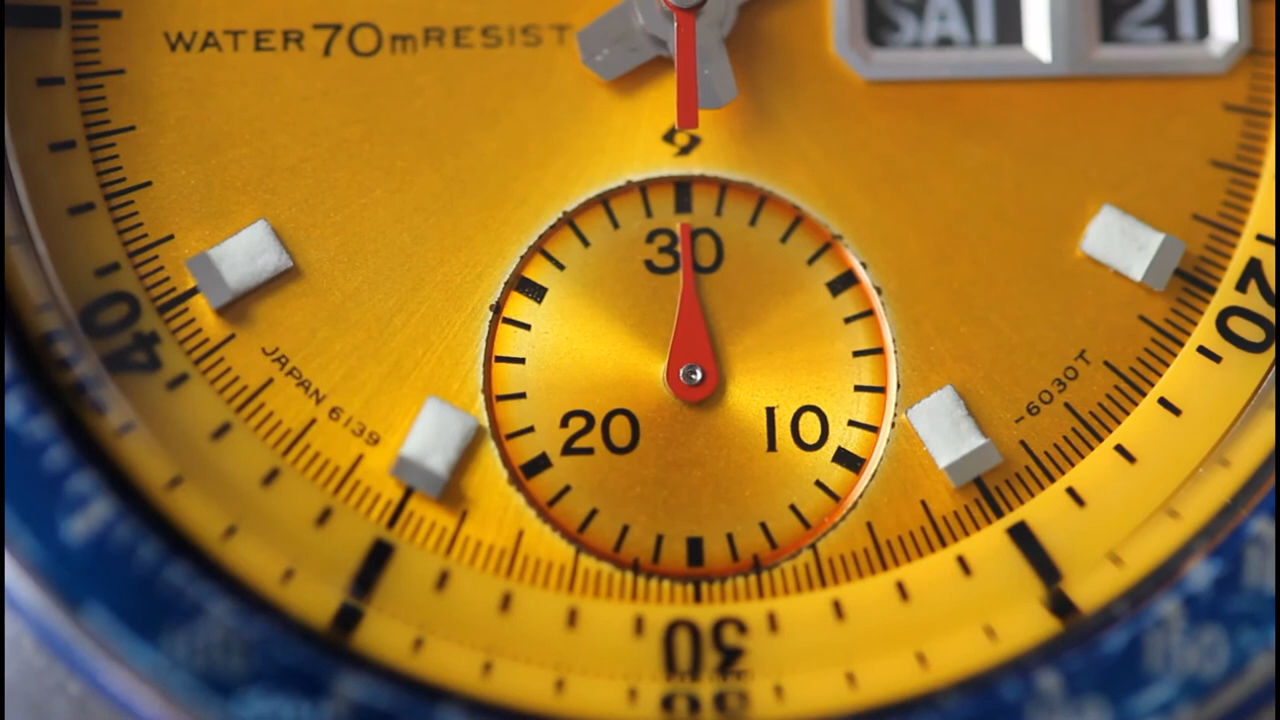 WATER 70m RESIST
SAT 21
30
20 10
40
20
JAPAN 6139
-6030T
30